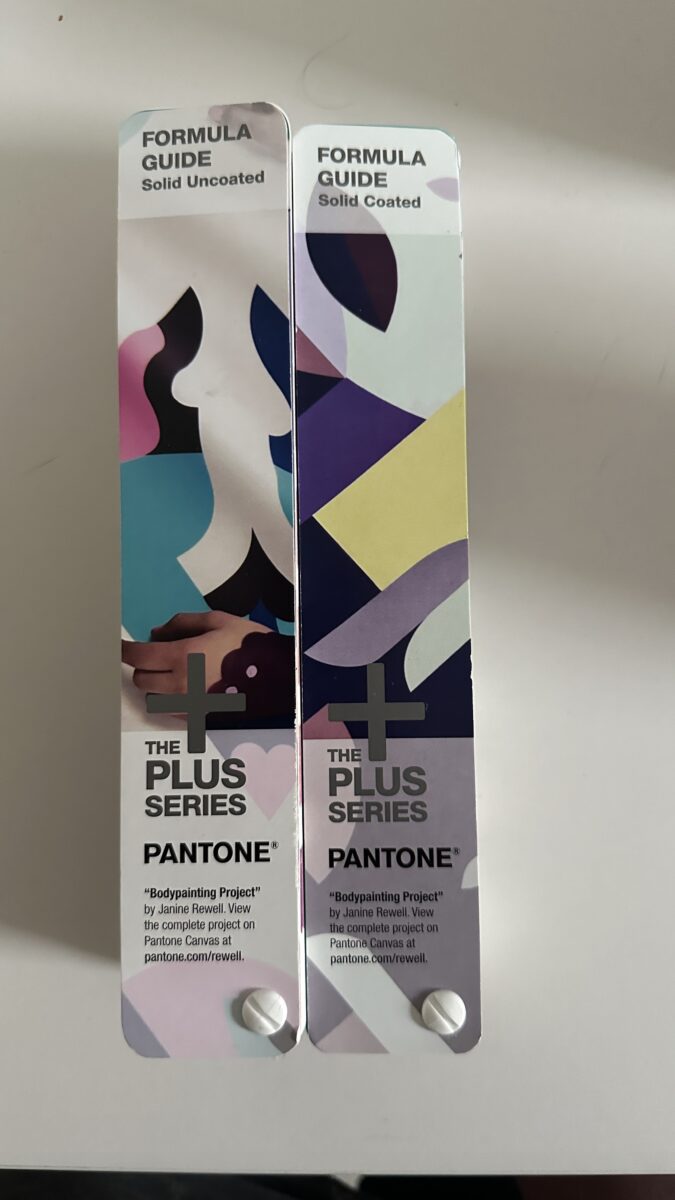 FORMULA
GUIDE
Solid Uncoated
THE
PLUS
SERIES
PANTONE®
“Bodypainting Project”
by Janine Rewell. View
the complete project on
Pantone Canvas at
pantone.com/rewell.
FORMULA
GUIDE
Solid Coated
THE
PLUS
SERIES
PANTONE®
“Bodypainting Project”
by Janine Rewell. View
the complete project on
Pantone Canvas at
pantone.com/rewell.